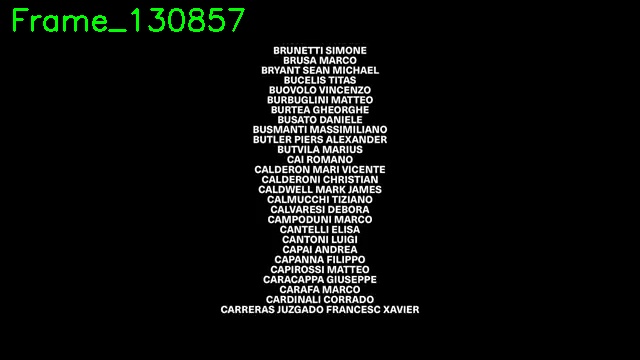 Frame_130857
BRUNETTI SIMONE
BRUSA MARCO
BRYANT SEAN MICHAEL
BUCELIS TITAS
BUOVOLO VINCENZO
BURBUGLINI MATTEO
BURTEA GHEORGHE
BUSATO DANIELE
BUSMANTI MASSIMILIANO
BUTLER PIERS ALEXANDER
BUTVILA MARIUS
CAI ROMANO
CALDERON MARI VICENTE
CALDERONI CHRISTIAN
CALDWELL MARK JAMES
CALMUCCHI TIZIANO
CALVARESI DEBORA
CAMPODUNI MARCO
CANTELLI ELISA
CANTONI LUIGI
CAPAI ANDREA
CAPANNA FILIPPO
CAPIROSSI MATTEO
CARACAPPA GIUSEPPE
CARAFA MARCO
CARDINALI CORRADO
CARRERAS JUZGADO FRANCESC XAVIER